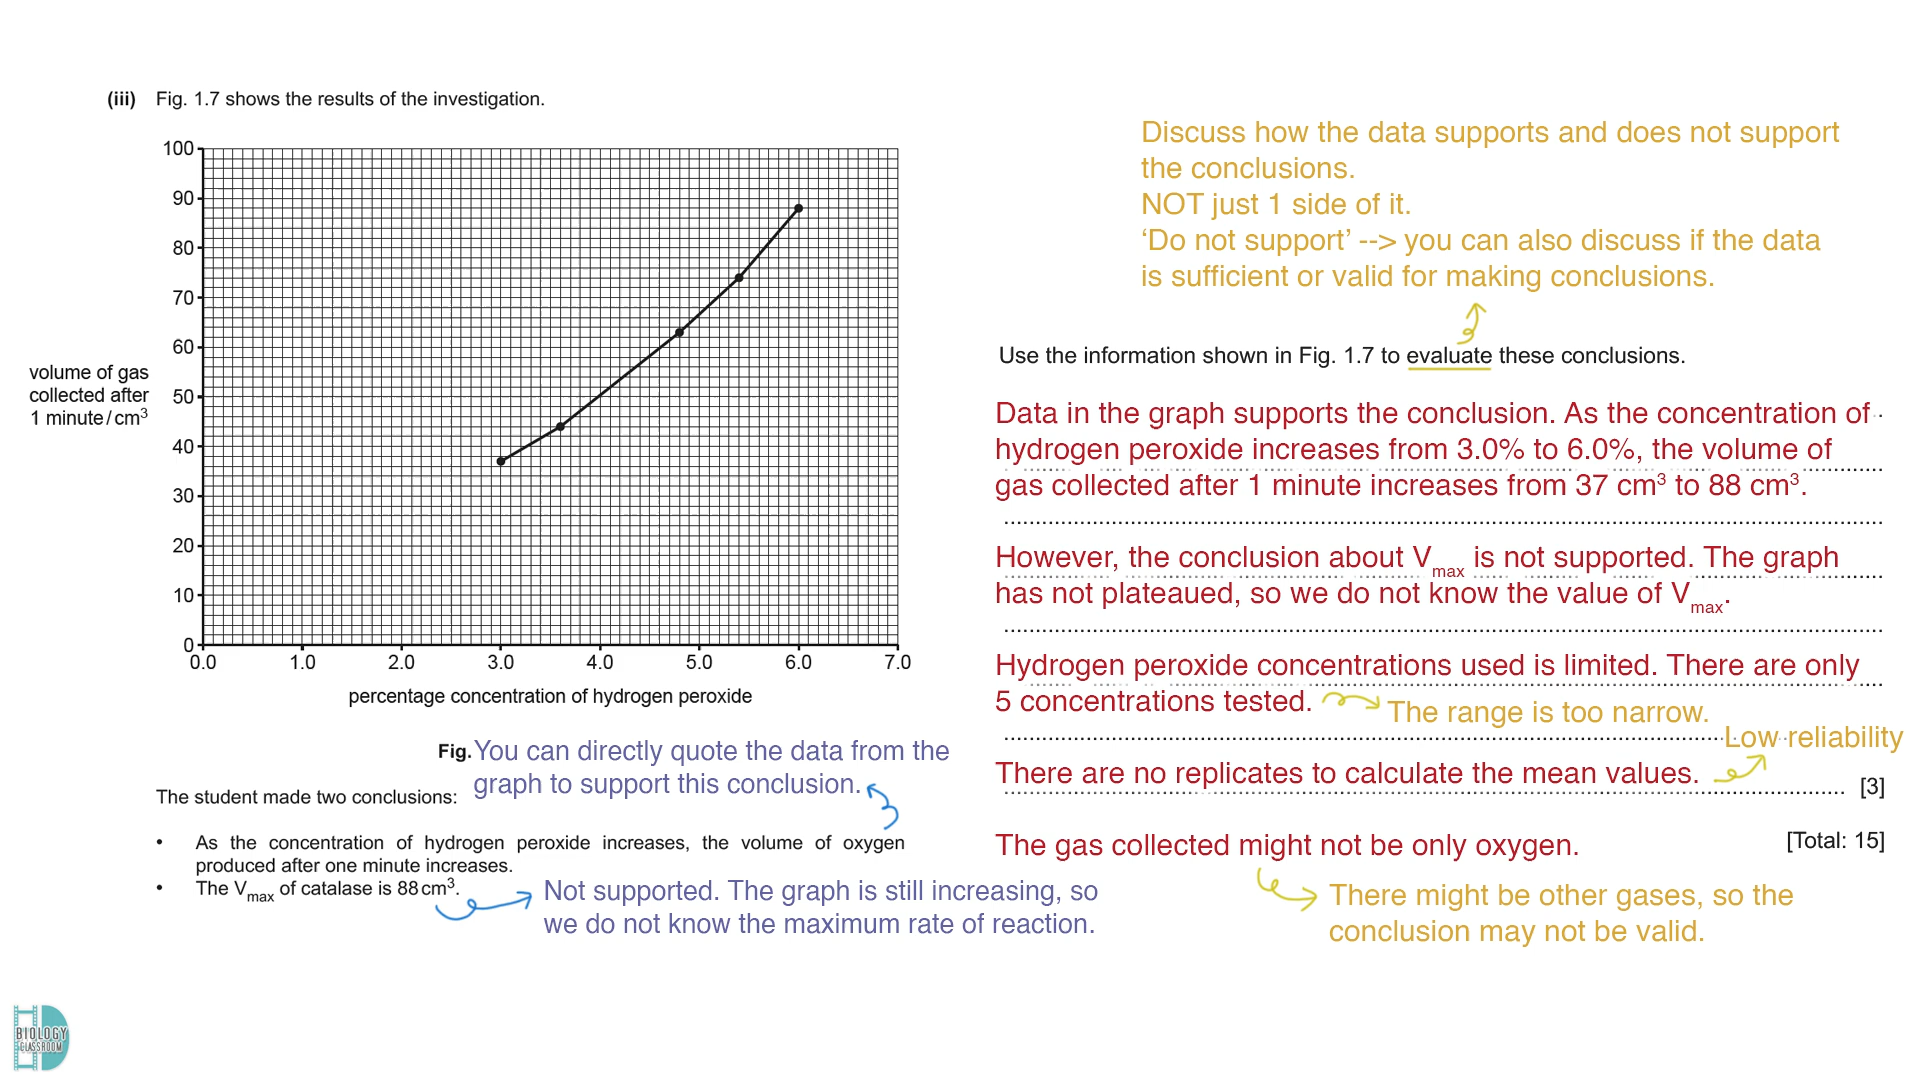 (iii) Fig. 1.7 shows the results of the investigation.
100
90
80
70
60
50
40
30
20
10
0
volume of gas
collected after
1 minute / cm³
0.0 1.0 2.0 3.0 4.0 5.0 6.0 7.0
percentage concentration of hydrogen peroxide
Fig. You can directly quote the data from the
graph to support this conclusion.
The student made two conclusions:
• As the concentration of hydrogen peroxide increases, the volume of oxygen
produced after one minute increases.
• The Vmax of catalase is 88 cm³.
Not supported. The graph is still increasing, so
we do not know the maximum rate of reaction.
Discuss how the data supports and does not support
the conclusions.
NOT just 1 side of it.
‘Do not support’ --> you can also discuss if the data
is sufficient or valid for making conclusions.
Use the information shown in Fig. 1.7 to evaluate these conclusions.
Data in the graph supports the conclusion. As the concentration of
hydrogen peroxide increases from 3.0% to 6.0%, the volume of
gas collected after 1 minute increases from 37 cm³ to 88 cm³.
However, the conclusion about Vmax is not supported. The graph
has not plateaued, so we do not know the value of Vmax.
Hydrogen peroxide concentrations used is limited. There are only
5 concentrations tested.
The range is too narrow.
Low reliability
There are no replicates to calculate the mean values.
[3]
The gas collected might not be only oxygen.
[Total: 15]
There might be other gases, so the
conclusion may not be valid.
BIOLOGY
CLASSROOM